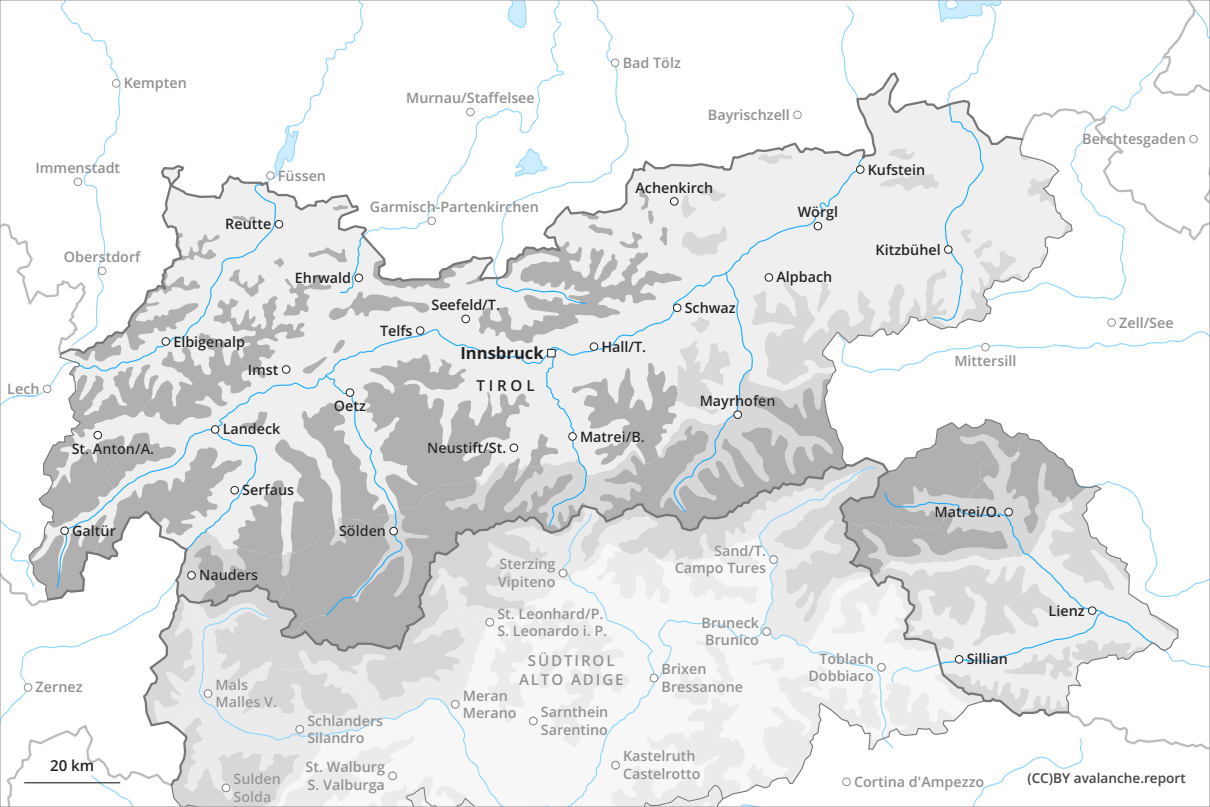 Bad Tölz
Kempten
Murnau/Staffelsee
Bayrischzell
Berchtesgaden
Immenstadt
Füssen
Kufstein
Achenkirch
Garmisch-Partenkirchen
Wörgl
Reutte
Kitzbühel
Oberstdorf
Ehrwald
Alpbach
Seefeld/T.
Schwaz
Zell/See
Telfs
Elbigenalp
Innsbruck
Hall/T.
Mittersill
Imst
TIROL
Lech
Oetz
Mayrhofen
Landeck
Matrei/B.
St. Anton/A.
Neustift/St.
Serfaus
Matrei/O.
Galtür
Sölden
Sand/T.
Campo Tures
Sterzing
Vipiteno
Nauders
St. Leonhard/P.
S. Leonardo i. P.
Lienz
Bruneck
Brunico
SÜDTIROL
ALTO ADIGE
Toblach
Dobbiaco
Sillian
Brixen
Bressanone
Zernez
Mals
Malles V.
Meran
Merano
Sarnthein
Sarentino
Schlanders
Silandro
Kastelruth
Castelrotto
St. Walburg
S. Valburga
20 km
Sulden
Solda
Cortina d'Ampezzo
(CC)BY avalanche.report